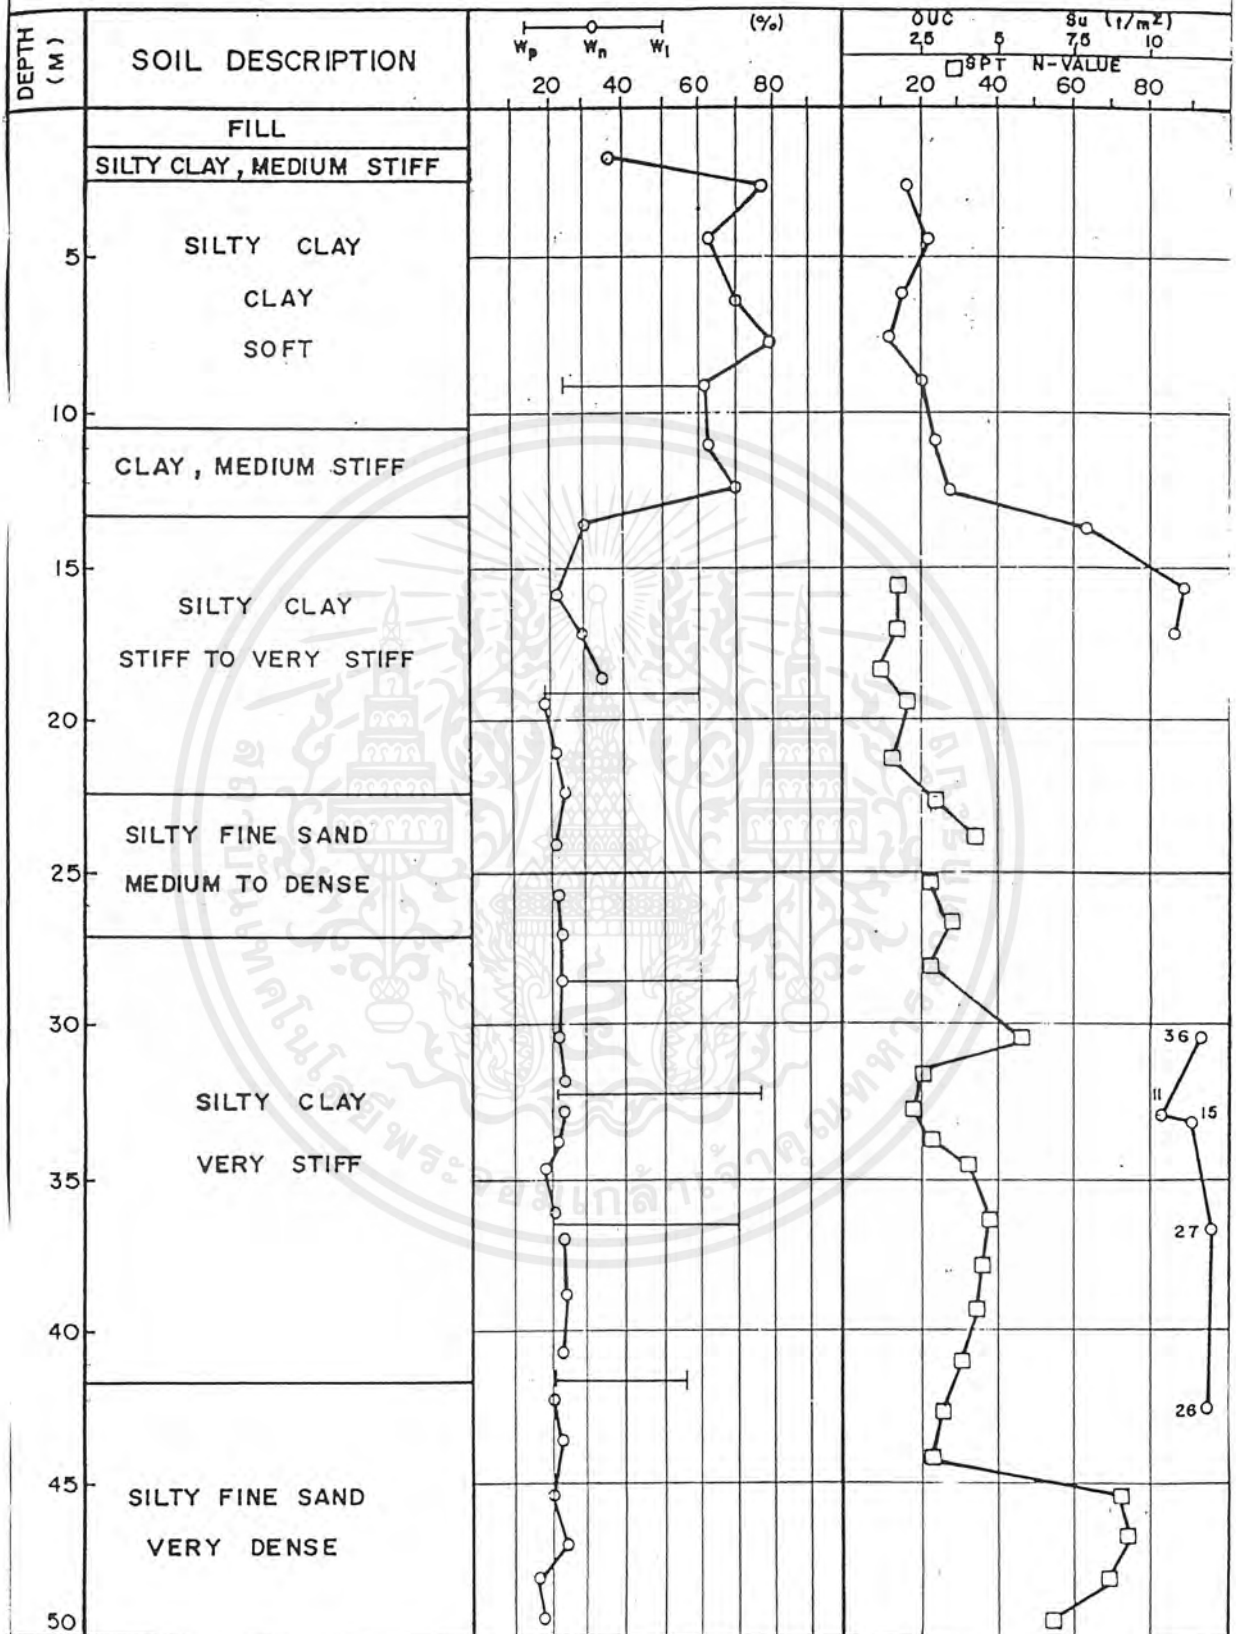 DEPTH (M)
SOIL DESCRIPTION
Wp Wn Wl (%)
20 40 60 80
OUC Su (t/m2)
2.5 5 7.5 10
SPT N-VALUE
20 40 60 80
FILL
SILTY CLAY, MEDIUM STIFF
SILTY CLAY
5
CLAY
SOFT
10
CLAY, MEDIUM STIFF
15
SILTY CLAY
STIFF TO VERY STIFF
20
SILTY FINE SAND
MEDIUM TO DENSE
25
30
36
SILTY CLAY
11
15
VERY STIFF
35
27
40
26
45
SILTY FINE SAND
VERY DENSE
50